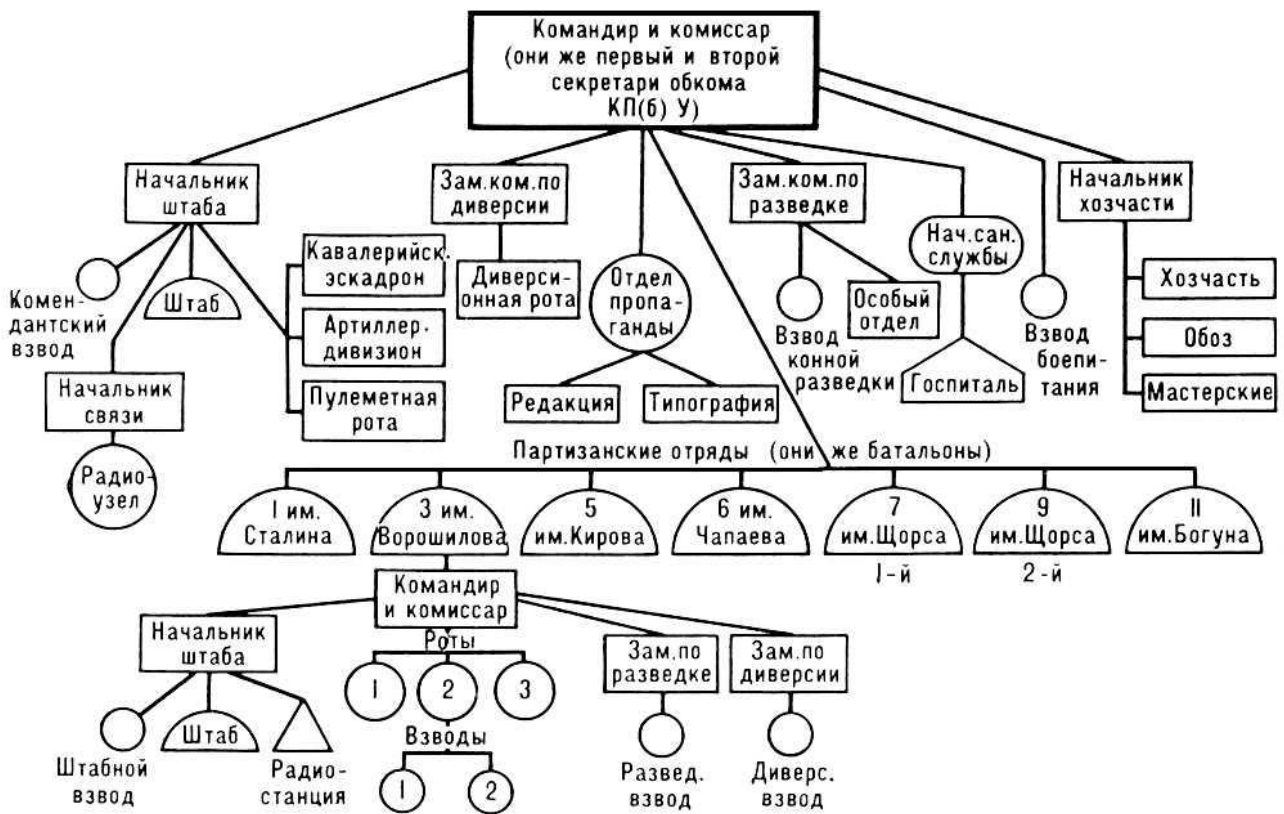 Командир и комиссар
(они же первый и второй
секретари обкома
КП(б) У)
Начальник
штаба
Зам.ком.по
диверсии
Зам.ком.по
разведке
Начальник
хозчасти
Нач.сан.
службы
Комен-
дантский
взвод
Штаб
Кавалерийск.
эскадрон
Артиллер.
дивизион
Пулеметная
рота
Начальник
связи
Радио-
узел
Диверси-
онная рота
Отдел
пропа-
ганды
Редакция
Типография
Взвод
конной
разведки
Особый
отдел
Госпиталь
Взвод
боепи-
тания
Хозчасть
Обоз
Мастерские
Партизанские отряды (они же батальоны)
I им.
Сталина
3 им.
Ворошилова
5
им.Кирова
6 им.
Чапаева
7
им.Щорса
I-й
9
им.Щорса
2-й
II
им.Богуна
Командир
и комиссар
Начальник
штаба
Штабной
взвод
Штаб
Радио-
станция
Роты
I
2
3
Взводы
I
2
Зам.по
разведке
Развед.
взвод
Зам.по
диверсии
Диверс.
взвод